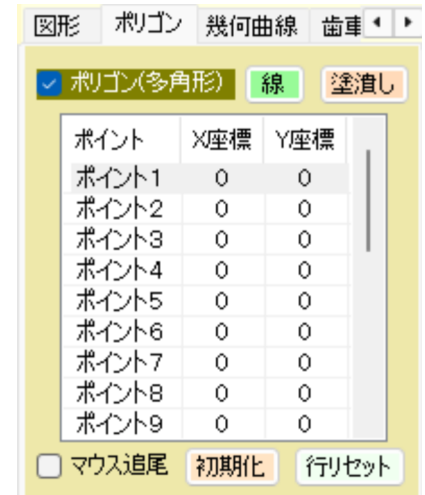 図形 ポリゴン 幾何曲線 歯車
ポリゴン(多角形) 線 塗潰し
ポイント X座標 Y座標
ポイント1 0 0
ポイント2 0 0
ポイント3 0 0
ポイント4 0 0
ポイント5 0 0
ポイント6 0 0
ポイント7 0 0
ポイント8 0 0
ポイント9 0 0
マウス追尾 初期化 行リセット